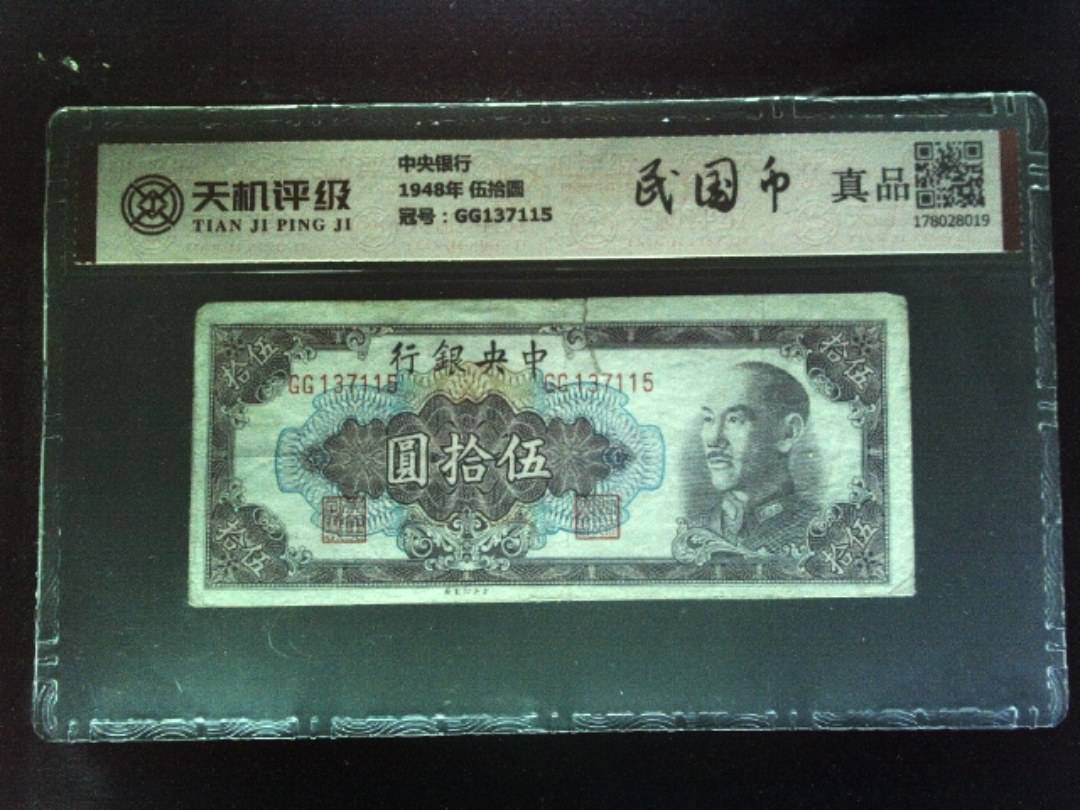 天机评级
TIAN JI PING JI
中央银行
1948年 伍拾圆
冠号：GG137115
民国币
真品
178028019
行銀央中
GG137115
GG137115
圓拾伍
拾伍
拾伍
拾伍
拾伍